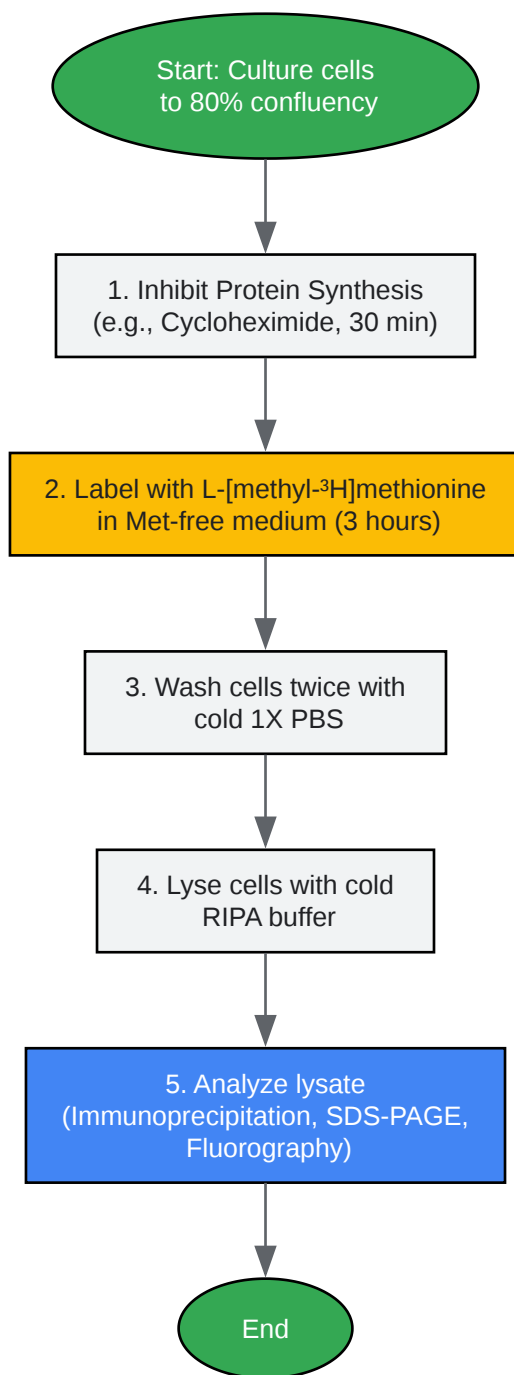 Start: Culture cells
to 80% confluency
1. Inhibit Protein Synthesis
(e.g., Cycloheximide, 30 min)
2. Label with L-[methyl-³H]methionine
in Met-free medium (3 hours)
3. Wash cells twice with
cold 1X PBS
4. Lyse cells with cold
RIPA buffer
5. Analyze lysate
(Immunoprecipitation, SDS-PAGE,
Fluorography)
End